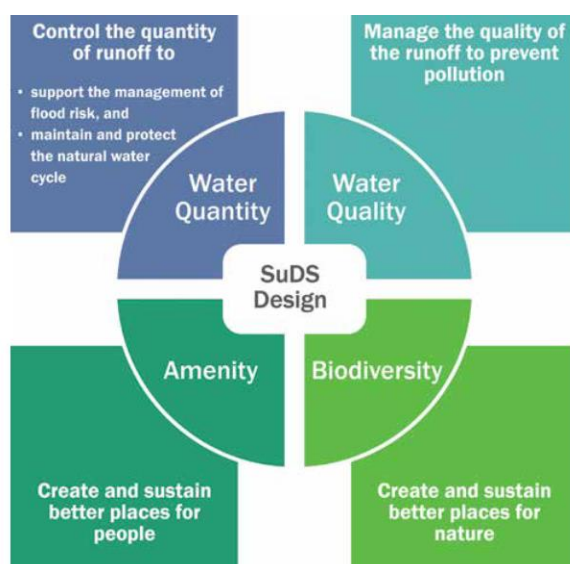 Control the quantity
of runoff to
• support the management of
flood risk, and
• maintain and protect
the natural water
cycle
Manage the quality of
the runoff to prevent
pollution
Water
Quantity
Water
Quality
SuDS
Design
Amenity
Biodiversity
Create and sustain
better places for
people
Create and sustain
better places for
nature